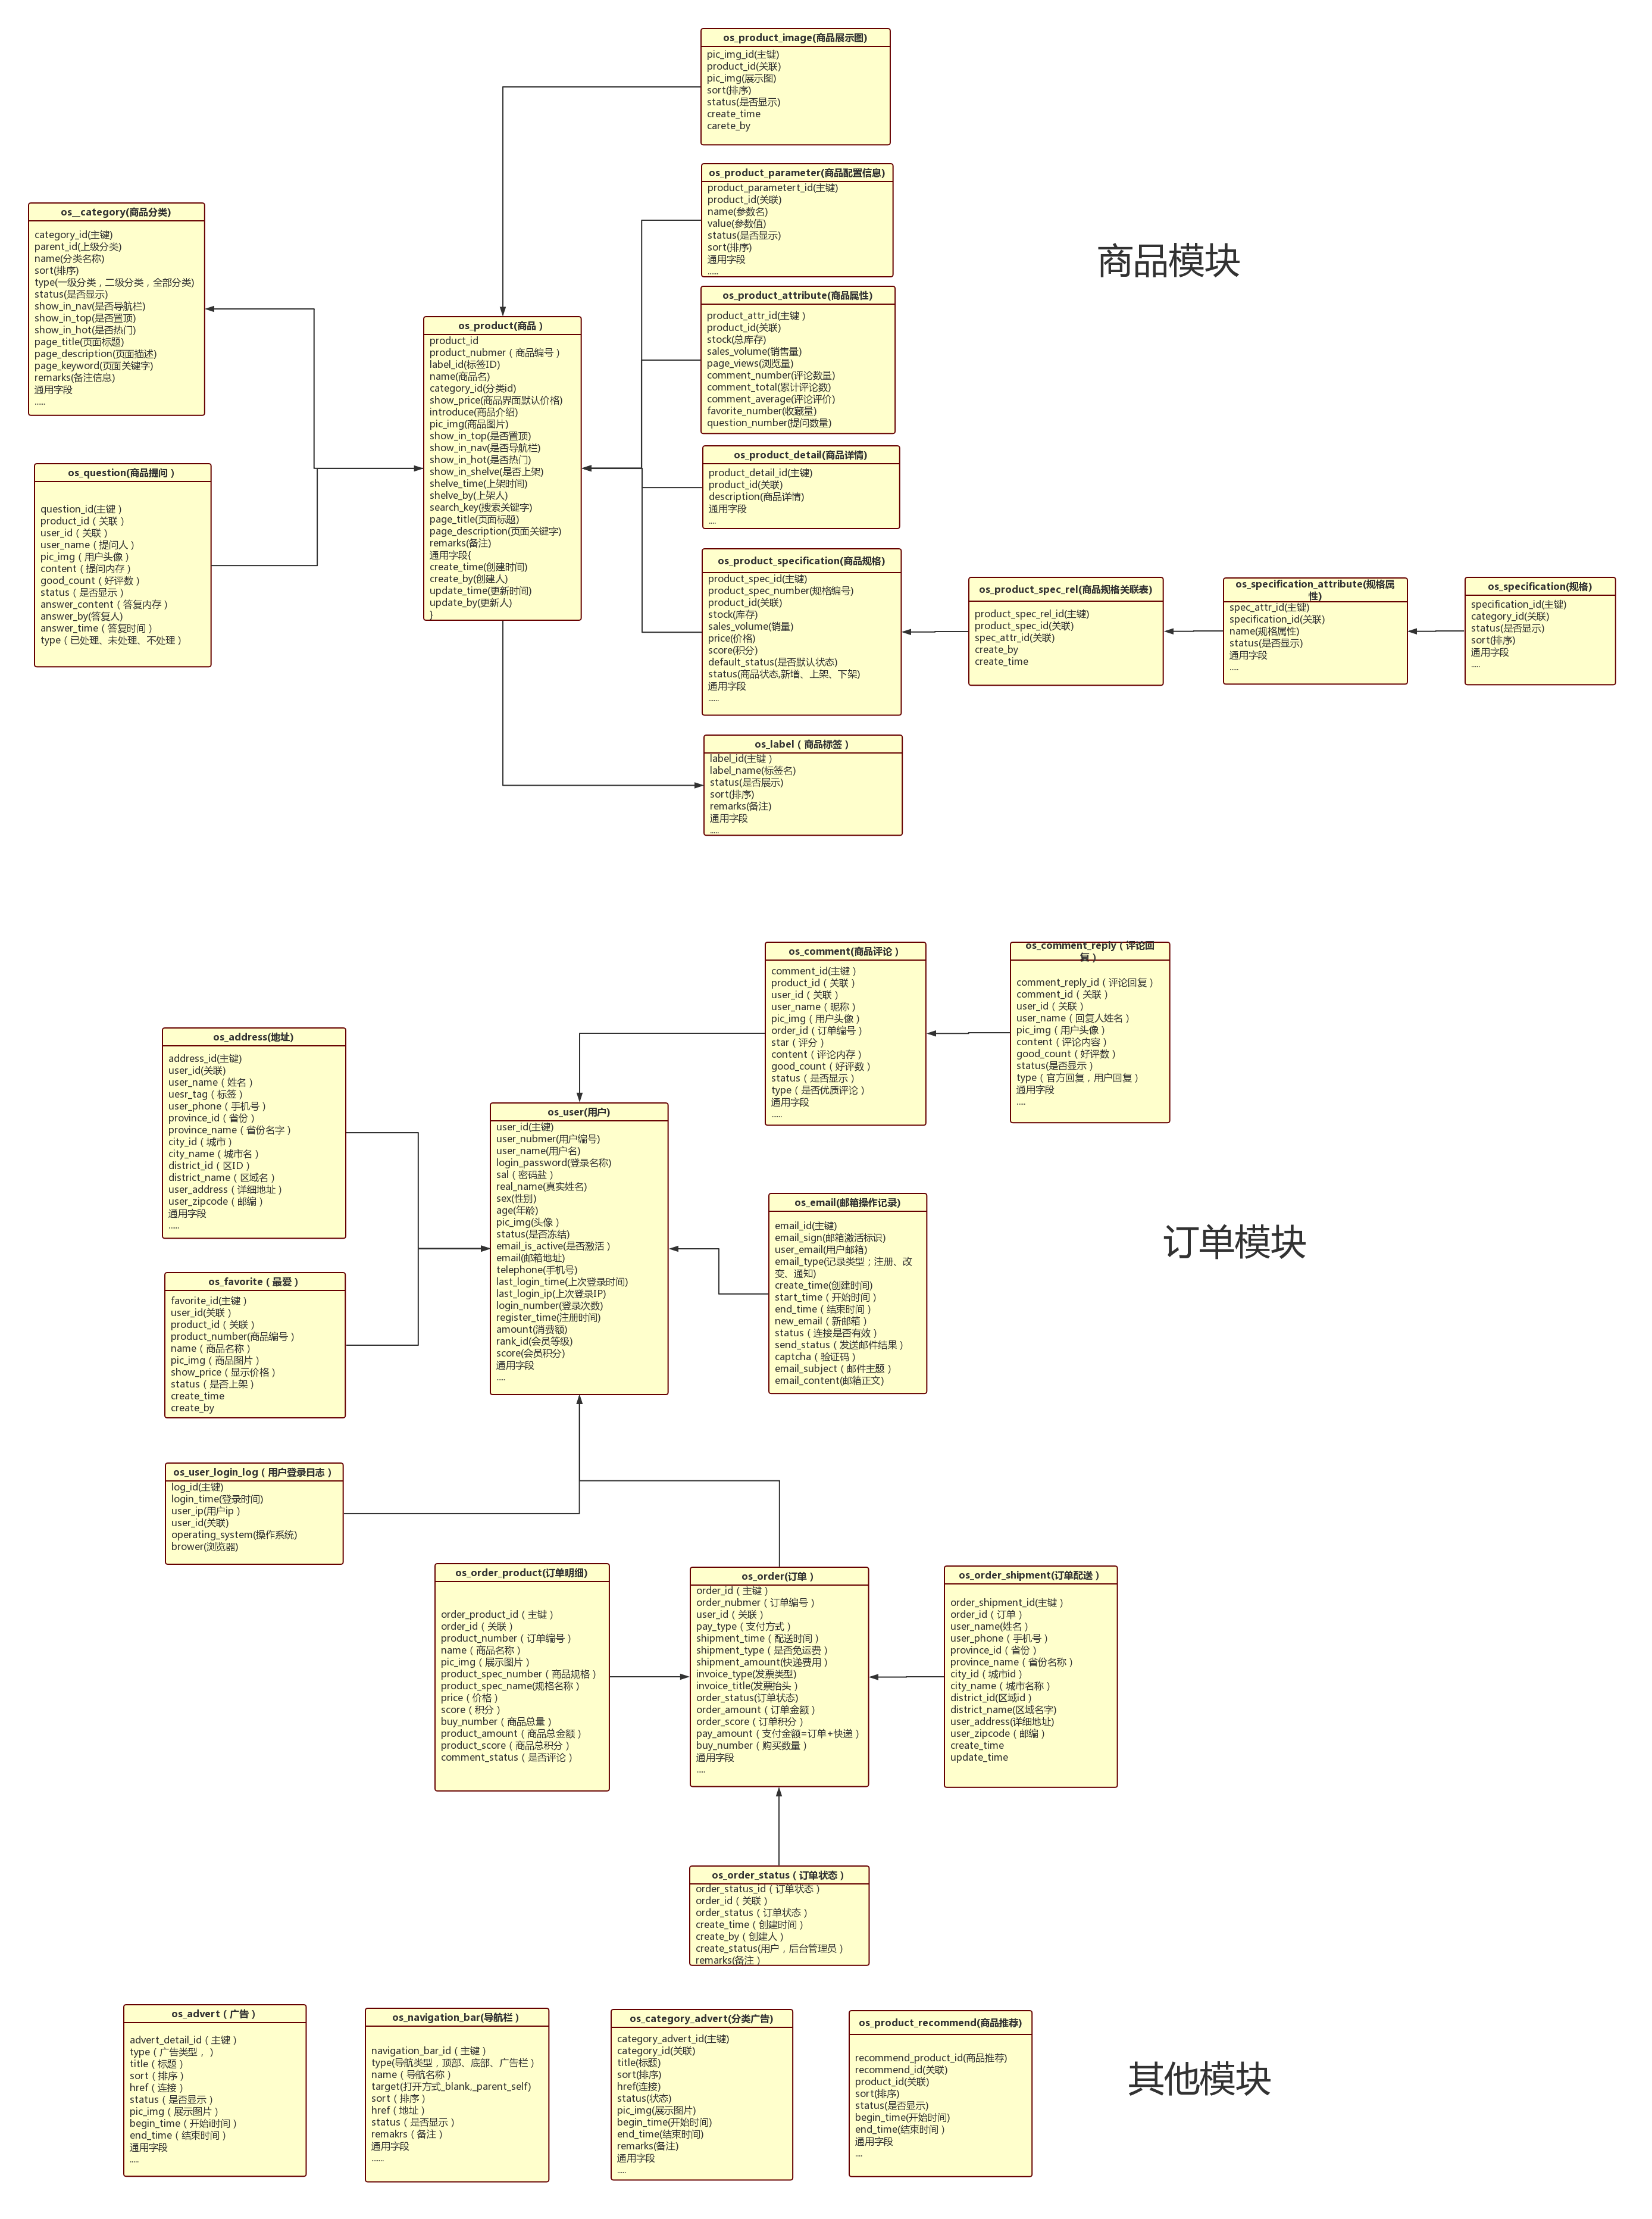 os_product_image(商品展示图)
pic_img_id(主键)
product_id(关联)
pic_img(展示图)
sort(排序)
status(是否显示)
create_time
carete_by
os_product_parameter(商品配置信息)
product_parametert_id(主键)
product_id(关联)
name(参数名)
value(参数值)
status(是否显示)
sort(排序)
通用字段
.....
商品模块
os__category(商品分类)
category_id(主键)
parent_id(上级分类)
name(分类名称)
sort(排序)
type(一级分类，二级分类，全部分类)
status(是否显示)
show_in_nav(是否导航栏)
show_in_top(是否置顶)
show_in_hot(是否热门)
page_title(页面标题)
page_description(页面描述)
page_keyword(页面关键字)
remarks(备注信息)
通用字段
.....
os_product_attribute(商品属性)
product_attr_id(主键）
product_id(关联)
stock(总库存)
sales_volume(销售量)
page_views(浏览量)
comment_number(评论数量)
comment_total(累计评论数)
comment_average(评论评价)
favorite_number(收藏量)
question_number(提问数量)
os_product(商品）
product_id
product_nubmer（商品编号）
label_id(标签ID)
name(商品名)
category_id(分类id)
show_price(商品界面默认价格)
introduce(商品介绍)
pic_img(商品图片)
show_in_top(是否置顶)
show_in_nav(是否导航栏)
show_in_hot(是否热门)
show_in_shelve(是否上架)
shelve_time(上架时间)
shelve_by(上架人)
search_key(搜索关键字)
page_title(页面标题)
page_description(页面关键字)
remarks(备注)
通用字段{
create_time(创建时间)
create_by(创建人)
update_time(更新时间)
update_by(更新人)
}
os_product_detail(商品详情)
product_detail_id(主键)
product_id(关联)
description(商品详情)
通用字段
....
os_question(商品提问）
question_id(主键）
product_id（关联）
user_id（关联）
user_name（提问人）
pic_img（用户头像）
content（提问内存）
good_count（好评数）
status（是否显示）
answer_content（答复内存）
answer_by(答复人)
answer_time（答复时间）
type（已处理、未处理、不处理）
os_product_specification(商品规格)
product_spec_id(主键)
product_spec_number(规格编号)
product_id(关联)
stock(库存)
sales_volume(销量)
price(价格)
score(积分)
default_status(是否默认状态)
status(商品状态,新增、上架、下架)
通用字段
......
os_product_spec_rel(商品规格关联表)
product_spec_rel_id(主键)
product_spec_id(关联)
spec_attr_id(关联)
create_by
create_time
os_specification_attribute(规格属
性)
spec_attr_id(主键)
specification_id(关联)
name(规格属性)
status(是否显示)
通用字段
....
os_specification(规格)
specification_id(主键)
category_id(关联)
status(是否显示)
sort(排序)
通用字段
.....
os_label（商品标签）
label_id(主键）
label_name(标签名)
status(是否展示)
sort(排序)
remarks(备注)
通用字段
.....
os_comment(商品评论）
comment_id(主键）
product_id（关联）
user_id（关联）
user_name（昵称）
pic_img（用户头像）
order_id（订单编号）
star（评分）
content（评论内存）
good_count（好评数）
status（是否显示）
type（是否优质评论）
通用字段
......
os_comment_reply（评论回
复）
comment_reply_id（评论回复）
comment_id（关联）
user_id（关联）
user_name（回复人姓名）
pic_img（用户头像）
content（评论内容）
good_count（好评数）
status(是否显示）
type（官方回复，用户回复）
通用字段
....
os_address(地址)
address_id(主键)
user_id(关联)
user_name（姓名）
uesr_tag（标签）
user_phone（手机号）
province_id（省份）
province_name（省份名字）
city_id（城市）
city_name（城市名）
district_id（区ID）
district_name（区域名）
user_address（详细地址）
user_zipcode（邮编）
通用字段
......
os_user(用户)
user_id(主键)
user_nubmer(用户编号)
user_name(用户名)
login_password(登录名称)
sal（密码盐）
real_name(真实姓名)
sex(性别)
age(年龄)
pic_img(头像）
status(是否冻结)
email_is_active(是否激活）
email(邮箱地址)
telephone(手机号)
last_login_time(上次登录时间)
last_login_ip(上次登录IP)
login_number(登录次数)
register_time(注册时间)
amount(消费额)
rank_id(会员等级)
score(会员积分)
通用字段
....
os_email(邮箱操作记录)
email_id(主键)
email_sign(邮箱激活标识)
user_email(用户邮箱)
email_type(记录类型；注册、改
变、通知)
create_time(创建时间)
start_time（开始时间）
end_time（结束时间）
new_email（新邮箱）
status（连接是否有效）
send_status（发送邮件结果）
captcha（验证码）
email_subject（邮件主题）
email_content(邮箱正文)
订单模块
os_favorite（最爱）
favorite_id(主键）
user_id(关联）
product_id（关联）
product_number(商品编号）
name（商品名称）
pic_img（商品图片）
show_price（显示价格）
status（是否上架）
create_time
create_by
os_user_login_log（用户登录日志）
log_id(主键)
login_time(登录时间)
user_ip(用户ip）
user_id(关联)
operating_system(操作系统)
brower(浏览器)
os_order_product(订单明细)
order_product_id（主键）
order_id（关联）
product_number（订单编号）
name（商品名称）
pic_img（展示图片）
product_spec_number（商品规格）
product_spec_name(规格名称）
price（价格）
score（积分）
buy_number（商品总量）
product_amount（商品总金额）
product_score（商品总积分）
comment_status（是否评论）
os_order(订单）
order_id（主键）
order_nubmer（订单编号）
user_id（关联）
pay_type（支付方式）
shipment_time（配送时间）
shipment_type（是否免运费）
shipment_amount(快递费用）
invoice_type(发票类型)
invoice_title(发票抬头）
order_status(订单状态)
order_amount（订单金额）
order_score（订单积分）
pay_amount（支付金额=订单+快递）
buy_number（购买数量）
通用字段
....
os_order_shipment(订单配送）
order_shipment_id(主键）
order_id（订单）
user_name(姓名）
user_phone（手机号）
province_id（省份）
province_name（省份名称）
city_id（城市id）
city_name（城市名称）
district_id(区域id）
district_name(区域名字)
user_address(详细地址)
user_zipcode（邮编）
create_time
update_time
os_order_status（订单状态）
order_status_id（订单状态）
order_id（关联）
order_status（订单状态）
create_time（创建时间）
create_by（创建人）
create_status(用户，后台管理员）
remarks(备注）
os_advert（广告）
advert_detail_id（主键）
type（广告类型，）
title（标题）
sort（排序）
href（连接）
status（是否显示）
pic_img（展示图片）
begin_time（开始i时间）
end_time（结束时间）
通用字段
.....
os_navigation_bar(导航栏）
navigation_bar_id（主键）
type(导航类型，顶部、底部、广告栏）
name（导航名称）
target(打开方式_blank,_parent_self)
sort（排序）
href（地址）
status（是否显示）
remakrs（备注）
通用字段
.......
os_category_advert(分类广告)
category_advert_id(主键)
category_id(关联)
title(标题)
sort(排序)
href(连接)
status(状态)
pic_img(展示图片)
begin_time(开始时间)
end_time(结束时间)
remarks(备注)
通用字段
.....
os_product_recommend(商品推荐)
recommend_product_id(商品推荐)
recommend_id(关联)
product_id(关联)
sort(排序)
status(是否显示)
begin_time(开始时间)
end_time(结束时间）
通用字段
....
其他模块